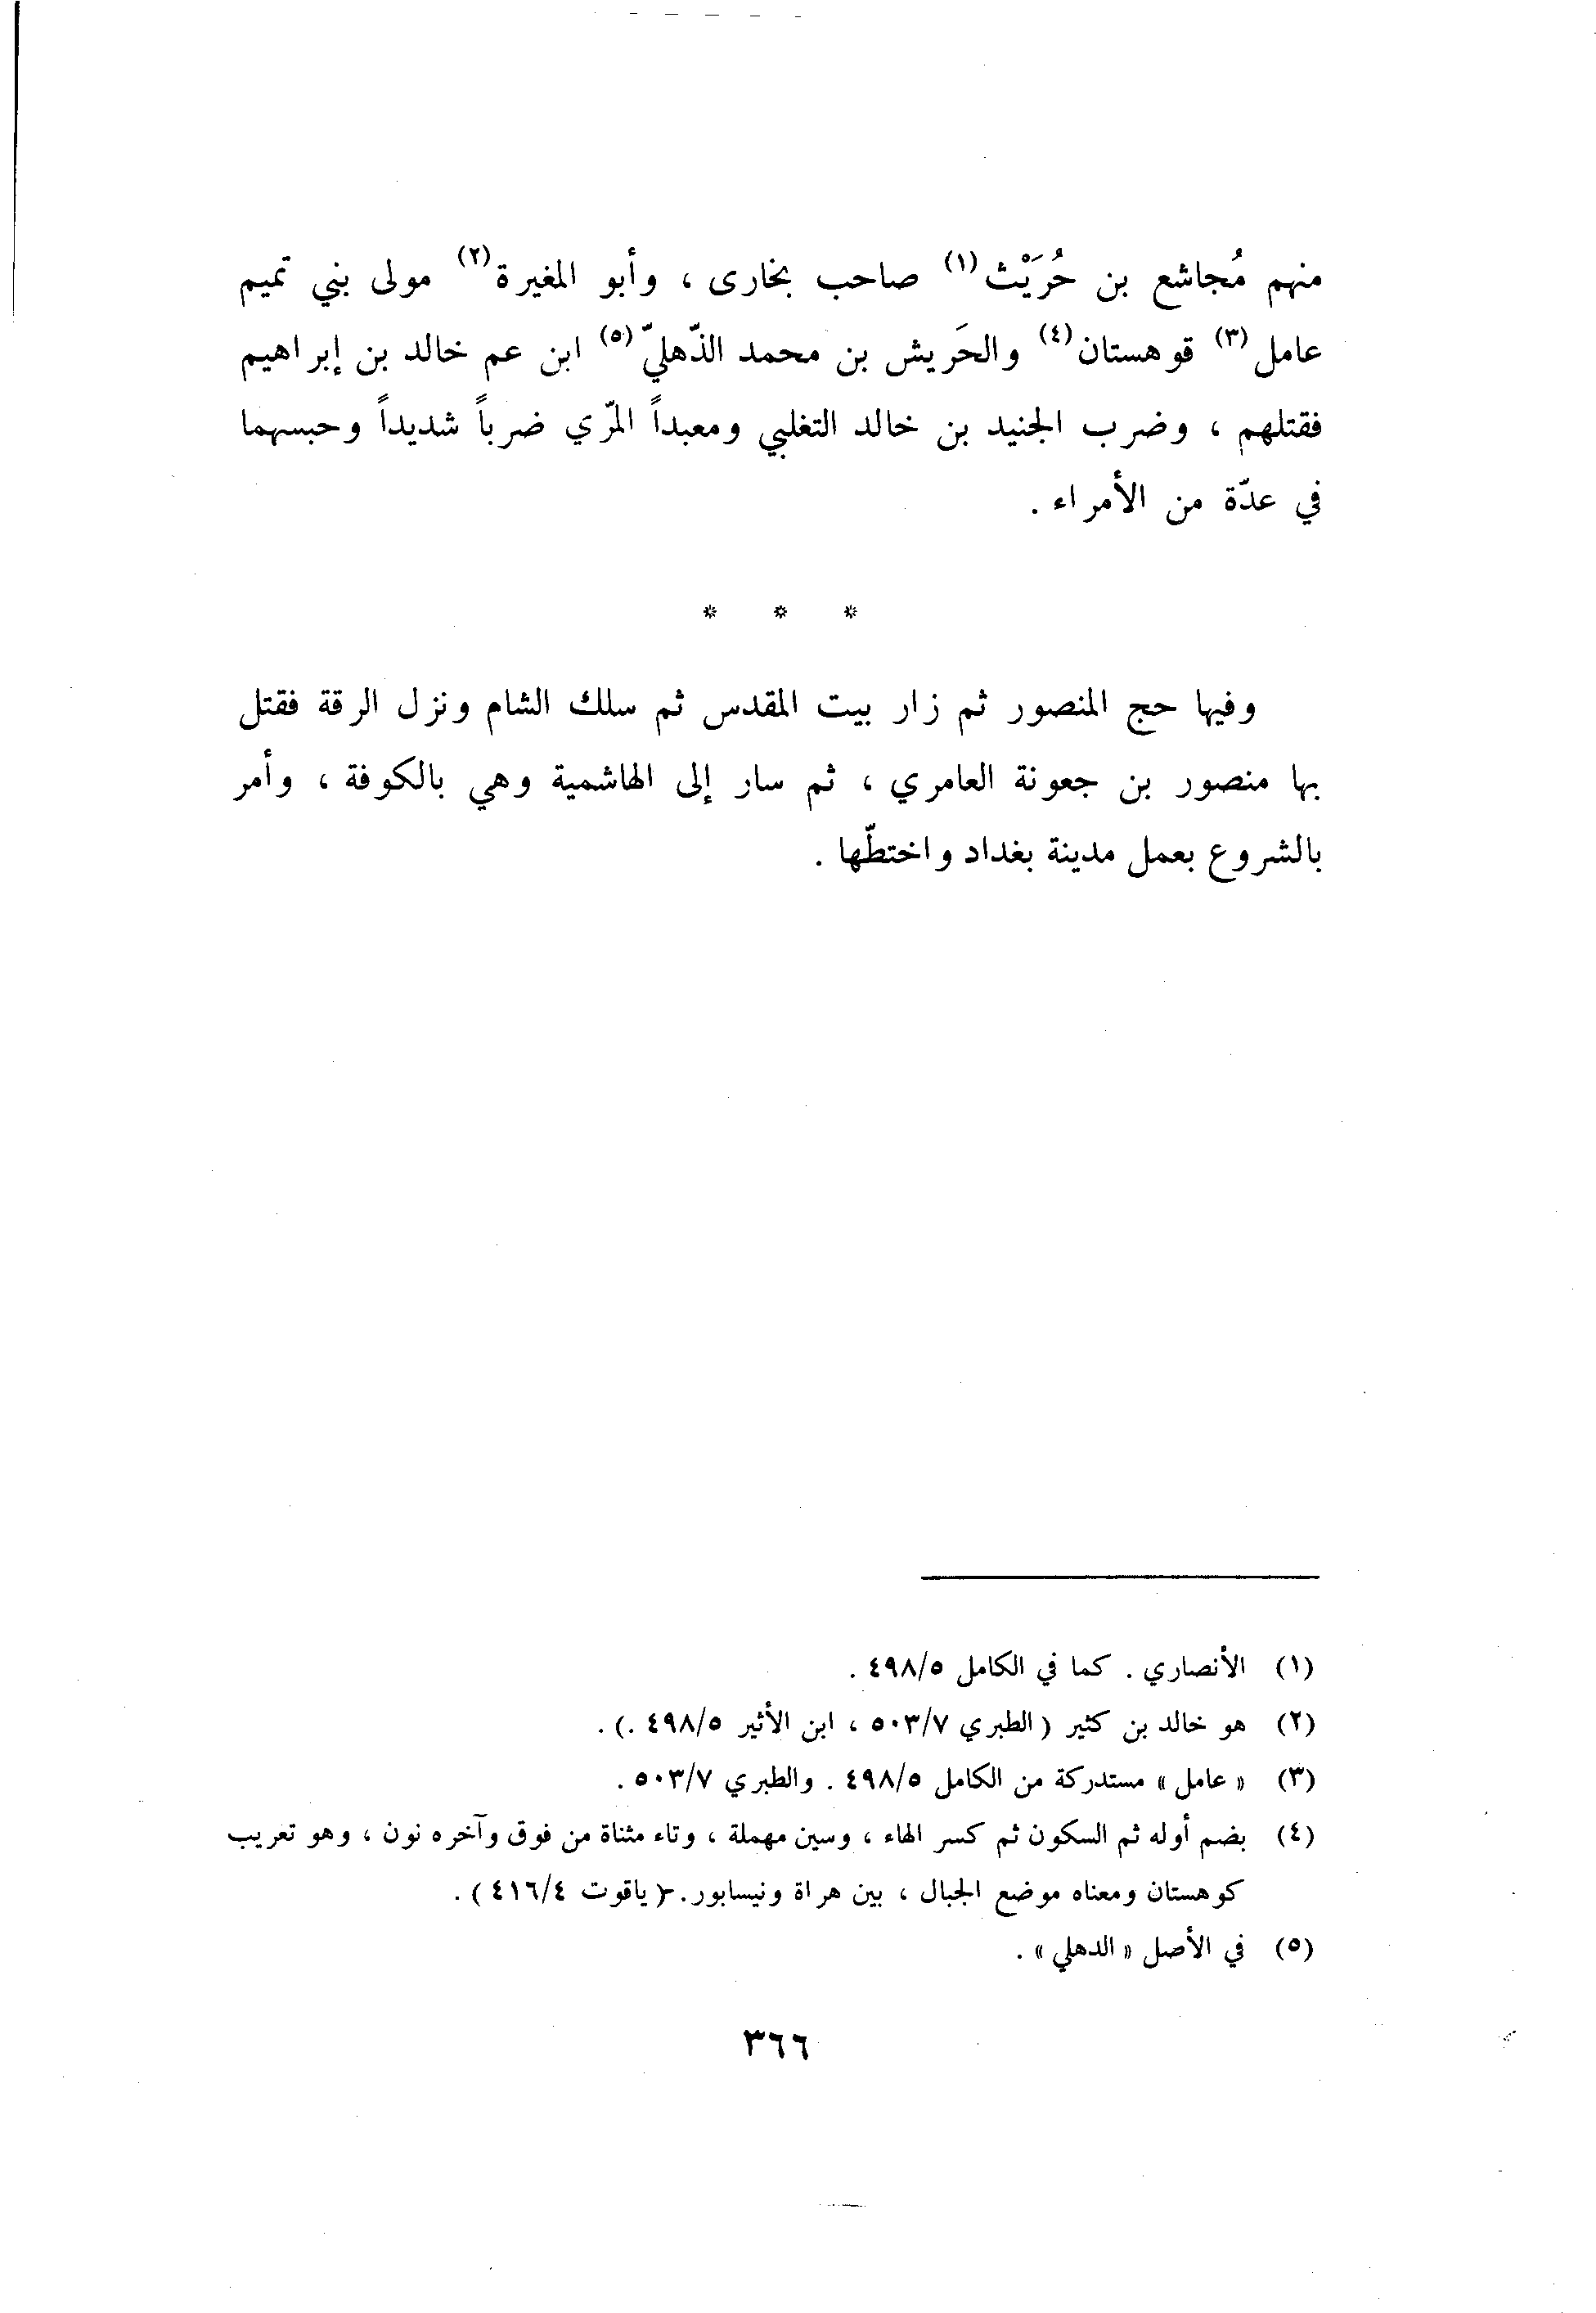 منهم مُجاشع بن حُرَيْث(١) صاحب بخارى ، وأبو المغيرة(٢) مولى بني تميم
عامل(٣) قوهستان(٤) والحَريش بن محمد الذّهليّ(٥) ابن عم خالد بن إبراهيم
فقتلهم ، وضرب الجنيد بن خالد التغلبي ومعبداً المرّي ضرباً شديداً وحبسهما
في عدّة من الأمراء .
* * *
وفيها حج المنصور ثم زار بيت المقدس ثم سلك الشام ونزل الرقة فقتل
بها منصور بن جعونة العامري ، ثم سار إلى الهاشمية وهي بالكوفة ، وأمر
بالشروع بعمل مدينة بغداد واختطّها .
(١) الأنصاري . كما في الكامل ٤٩٨/٥ .
(٢) هو خالد بن كثير ( الطبري ٥٠٣/٧ ، ابن الأثير ٤٩٨/٥ .) .
(٣) « عامل » مستدركة من الكامل ٤٩٨/٥ . والطبري ٥٠٣/٧ .
(٤) بضم أوله ثم السكون ثم كسر الهاء ، وسين مهملة ، وتاء مثناة من فوق وآخره نون ، وهو تعريب
كوهستان ومعناه موضع الجبال ، بين هراة ونيسابور . ( ياقوت ٤١٦/٤ ) .
(٥) في الأصل « الدهلي » .
٣٦٦